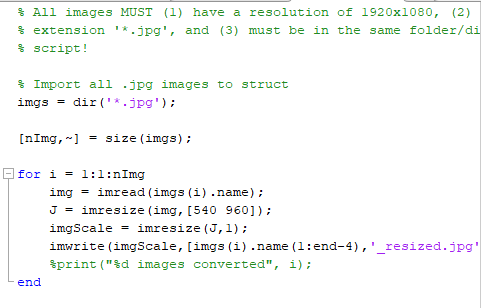 % All images MUST (1) have a resolution of 1920x1080, (2)
% extension '*.jpg', and (3) must be in the same folder/di
% script!
% Import all .jpg images to struct
imgs = dir('*.jpg');
[nImg,~] = size(imgs);
for i = 1:1:nImg
img = imread(imgs(i).name);
J = imresize(img,[540 960]);
imgScale = imresize(J,1);
imwrite(imgScale,[imgs(i).name(1:end-4),'_resized.jpg'
%print("%d images converted", i);
end